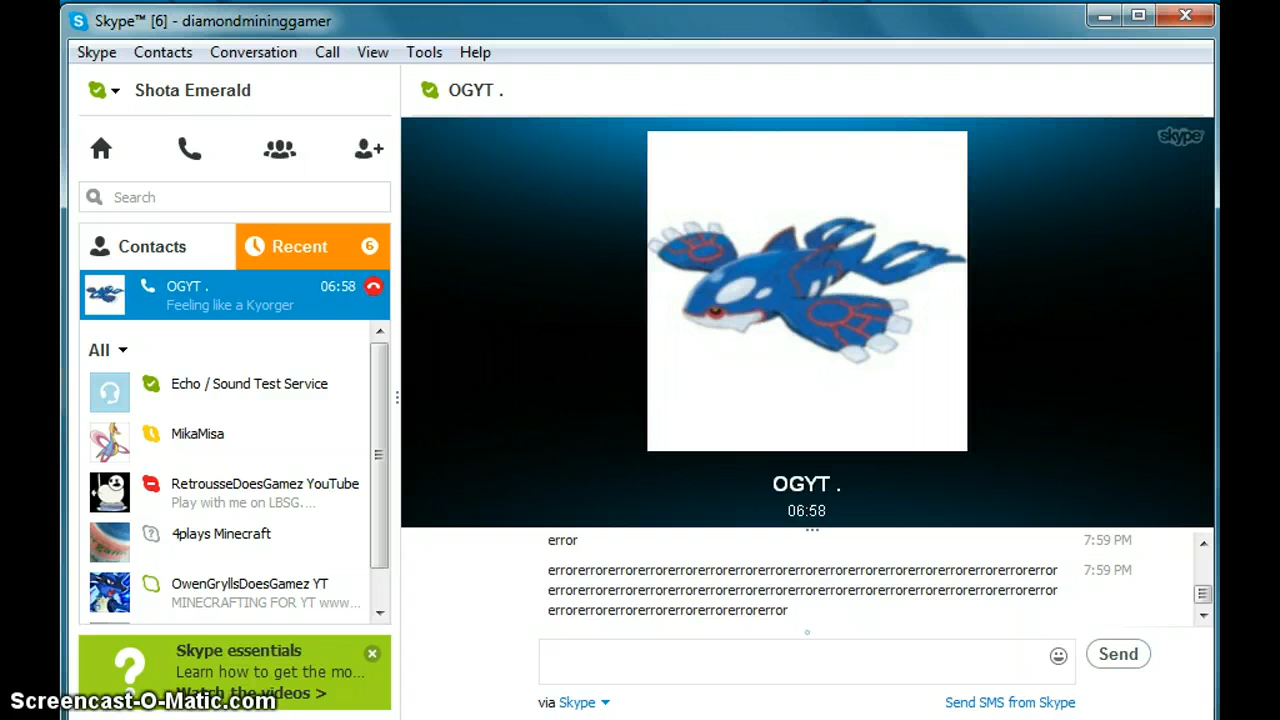 Skype™ [6] - diamondmininggamer
Skype Contacts Conversation Call View Tools Help
Shota Emerald
OGYT .
skype
Search
Contacts
Recent 6
OGYT . 06:58
Feeling like a Kyorger
All
Echo / Sound Test Service
MikaMisa
RetrousseDoesGamez YouTube
Play with me on LBSG....
4plays Minecraft
OwenGryllsDoesGamez YT
MINECRAFTING FOR YT www...
Skype essentials
Learn how to get the mo...
Watch the videos >
OGYT .
06:58
error 7:59 PM
errorerrorerrorerrorerrorerrorerrorerrorerrorerrorerrorerrorerrorerrorerrorerrorerror 7:59 PM
errorerrorerrorerrorerrorerrorerrorerrorerrorerrorerrorerrorerrorerrorerrorerrorerror
errorerrorerrorerrorerrorerrorerrorerror
Send
via Skype
Send SMS from Skype
Screencast-O-Matic.com